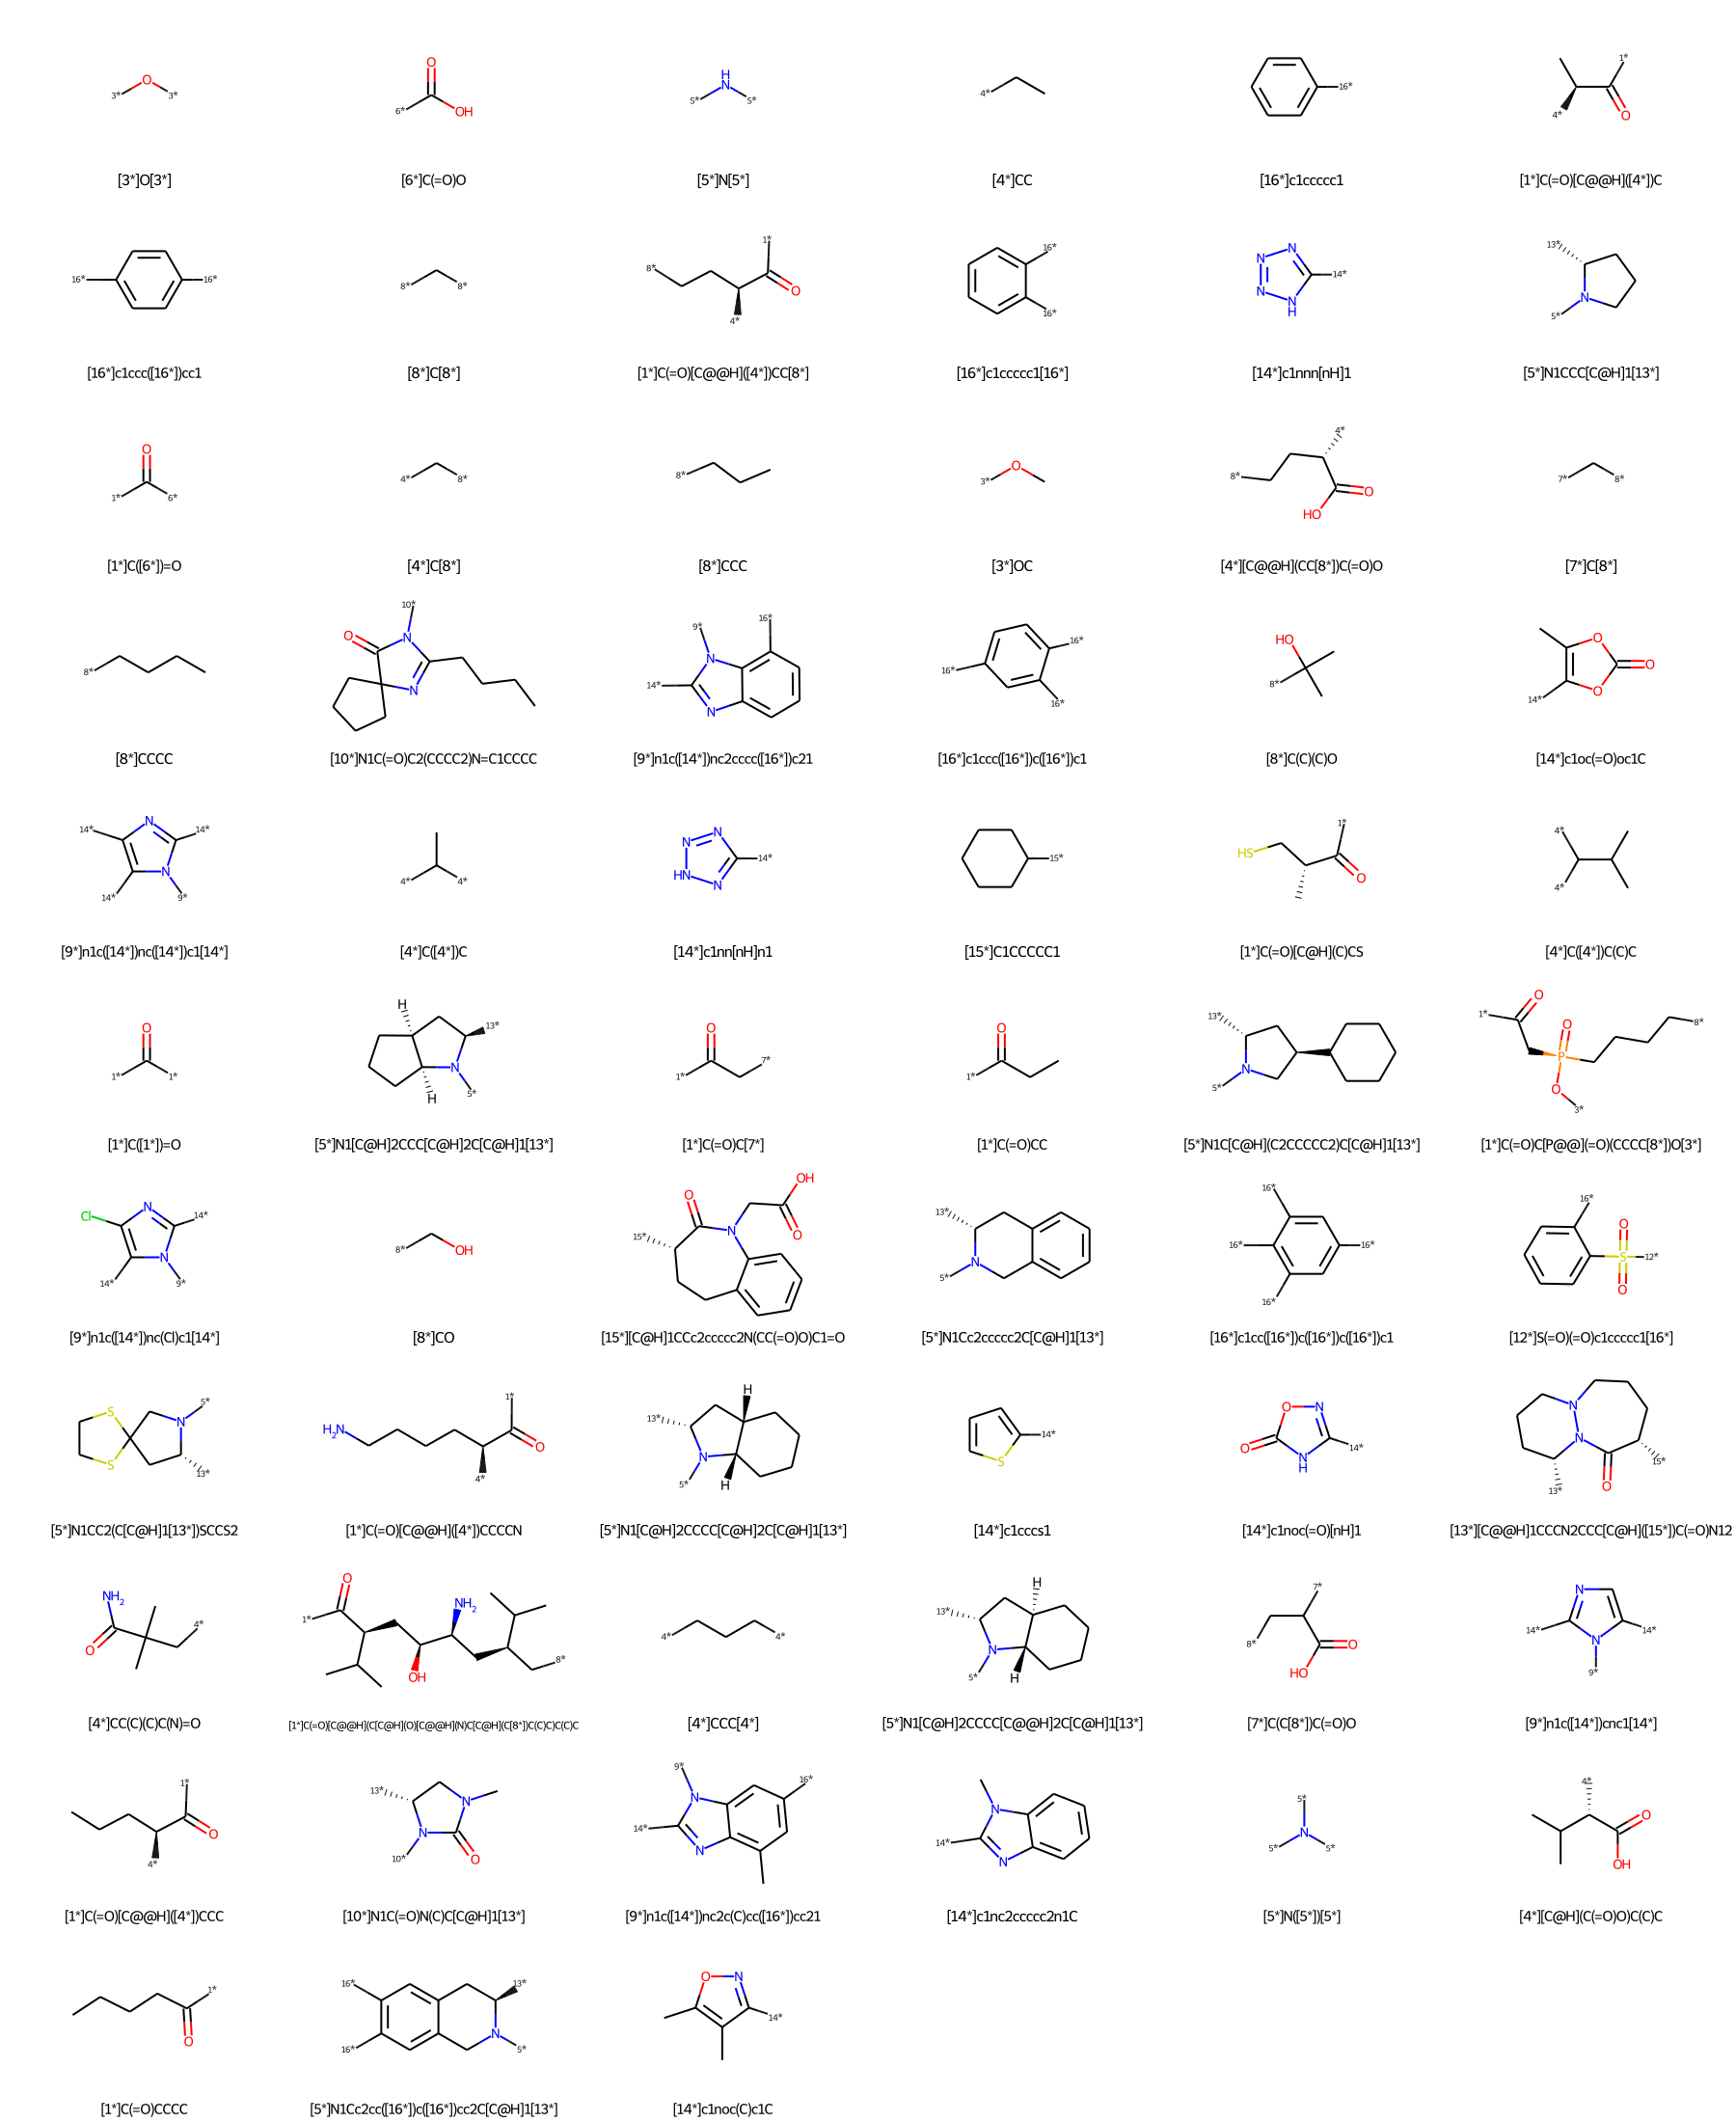 [3*]O[3*]
[6*]C(=O)O
[5*]N[5*]
[4*]CC
[16*]c1ccccc1
[1*]C(=O)[C@@H]([4*])C
[16*]c1ccc([16*])cc1
[8*]C[8*]
[1*]C(=O)[C@@H]([4*])CC[8*]
[16*]c1ccccc1[16*]
[14*]c1nnn[nH]1
[5*]N1CCC[C@H]1[13*]
[1*]C([6*])=O
[4*]C[8*]
[8*]CCC
[3*]OC
[4*][C@@H](CC[8*])C(=O)O
[7*]C[8*]
[8*]CCCC
[10*]N1C(=O)C2(CCCC2)N=C1CCCC
[9*]n1c([14*])nc2cccc([16*])c21
[16*]c1ccc([16*])c([16*])c1
[8*]C(C)(C)O
[14*]c1oc(=O)oc1C
[9*]n1c([14*])nc([14*])c1[14*]
[4*]C([4*])C
[14*]c1nn[nH]n1
[15*]C1CCCCC1
[1*]C(=O)[C@H](C)CS
[4*]C([4*])C(C)C
[1*]C([1*])=O
[5*]N1[C@H]2CCC[C@H]2C[C@H]1[13*]
[1*]C(=O)C[7*]
[1*]C(=O)CC
[5*]N1C[C@H](C2CCCCC2)C[C@H]1[13*]
[1*]C(=O)C[P@@](=O)(CCCC[8*])O[3*]
[9*]n1c([14*])nc(Cl)c1[14*]
[8*]CO
[15*][C@H]1CCc2ccccc2N(CC(=O)O)C1=O
[5*]N1Cc2ccccc2C[C@H]1[13*]
[16*]c1cc([16*])c([16*])c([16*])c1
[12*]S(=O)(=O)c1ccccc1[16*]
[5*]N1CC2(C[C@H]1[13*])SCCS2
[1*]C(=O)[C@@H]([4*])CCCCN
[5*]N1[C@H]2CCCC[C@H]2C[C@H]1[13*]
[14*]c1cccs1
[14*]c1noc(=O)[nH]1
[13*][C@@H]1CCCN2CCC[C@H]([15*])C(=O)N12
[4*]CC(C)(C)C(N)=O
[1*]C(=O)[C@@H](C[C@H](O)[C@@H](N)C[C@H](C[8*])C(C)C)C(C)C
[4*]CCC[4*]
[5*]N1[C@H]2CCCC[C@@H]2C[C@H]1[13*]
[7*]C(C[8*])C(=O)O
[9*]n1c([14*])cnc1[14*]
[1*]C(=O)[C@@H]([4*])CCC
[10*]N1C(=O)N(C)C[C@H]1[13*]
[9*]n1c([14*])nc2c(C)cc([16*])cc21
[14*]c1nc2ccccc2n1C
[5*]N([5*])[5*]
[4*][C@H](C(=O)O)C(C)C
[1*]C(=O)CCCC
[5*]N1Cc2cc([16*])c([16*])cc2C[C@H]1[13*]
[14*]c1noc(C)c1C